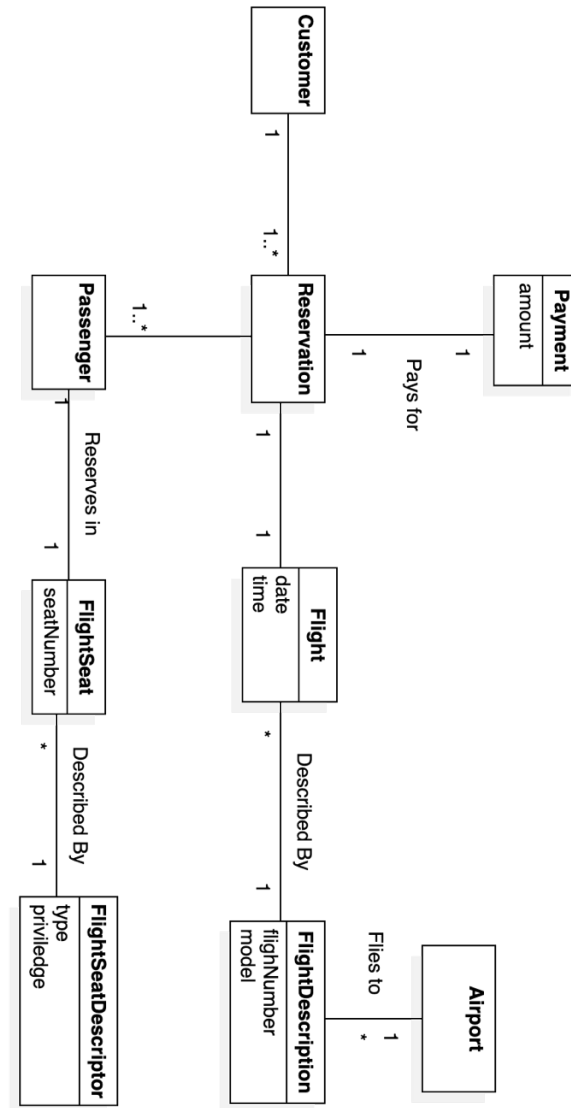 Payment
amount
1
Pays for
1
Customer
1
1..*
Reservation
1
1
Flight
date
time
*
Described By
1
FlightDescription
flighNumber
model
*
Flies to
1
Airport
1..*
Passenger
1
Reserves in
1
FlightSeat
seatNumber
*
Described By
1
FlightSeatDescriptor
type
priviledge